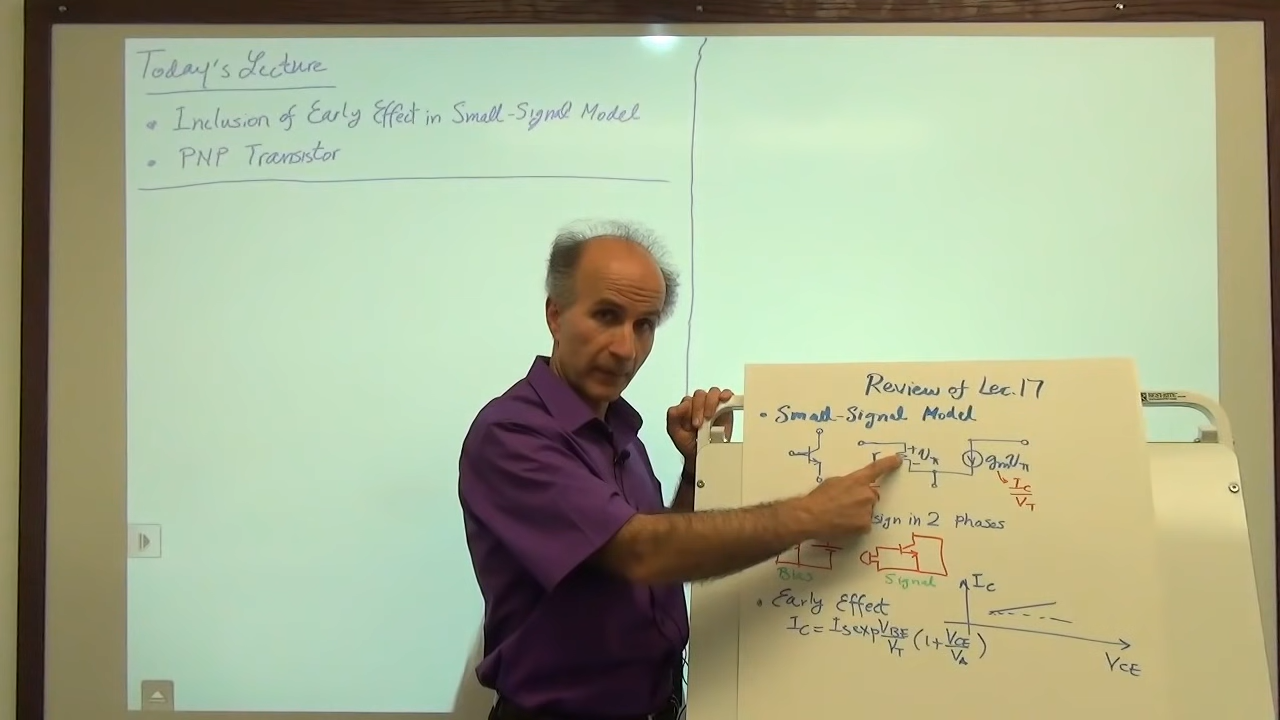 Today's Lecture
• Inclusion of Early Effect in Small-Signal Model
• PNP Transistor
Review of Lec. 17
• Small-Signal Model
+ vπ −
gm vπ
IC/VT
sign in 2 phases
Bias
Signal
• Early Effect
IC
IC = IS exp VBE/VT (1 + VCE/VA)
VCE